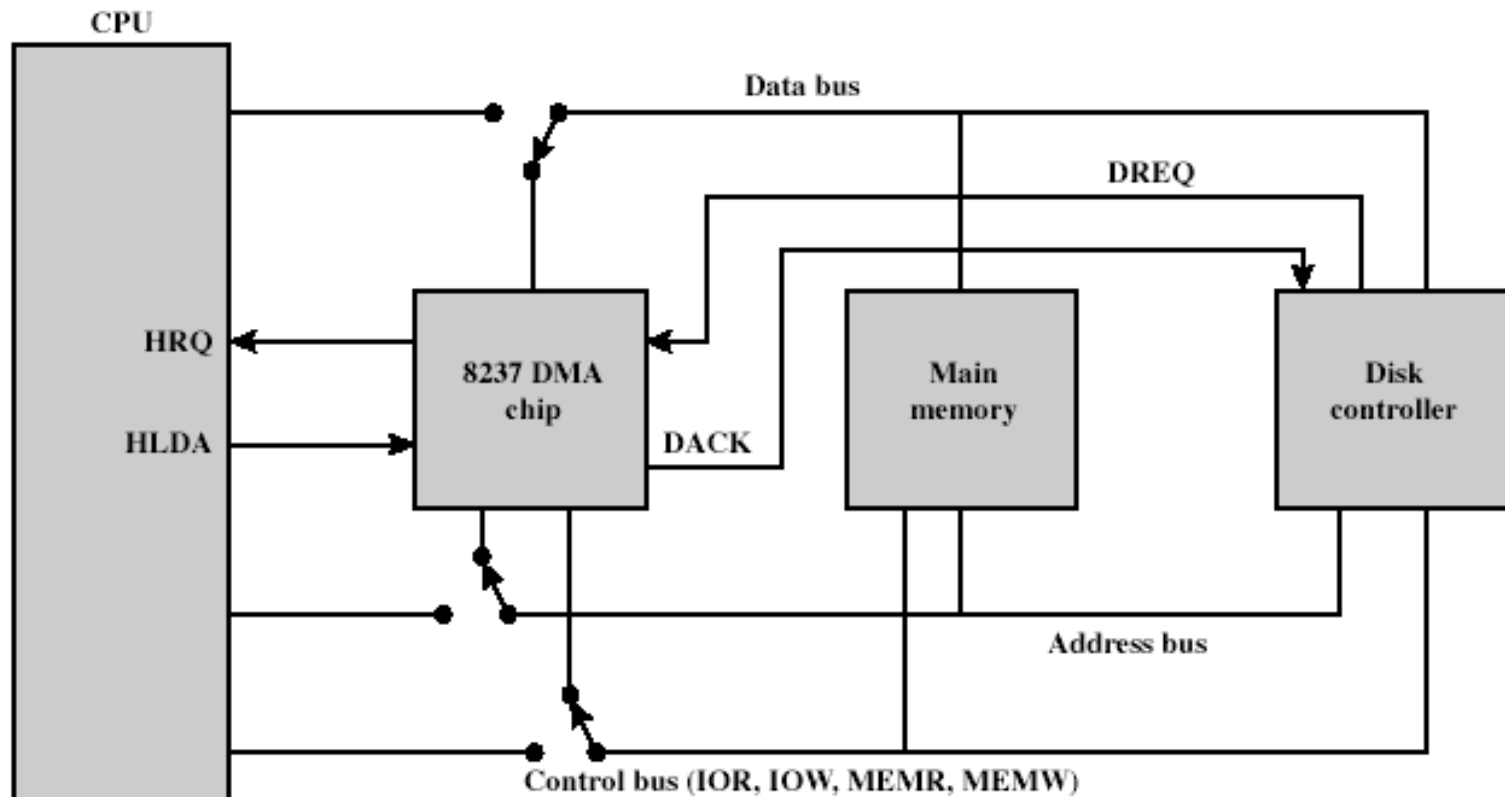 CPU
Data bus
DREQ
HRQ
8237 DMA
chip
Main
memory
Disk
controller
HLDA
DACK
Address bus
Control bus (IOR, IOW, MEMR, MEMW)